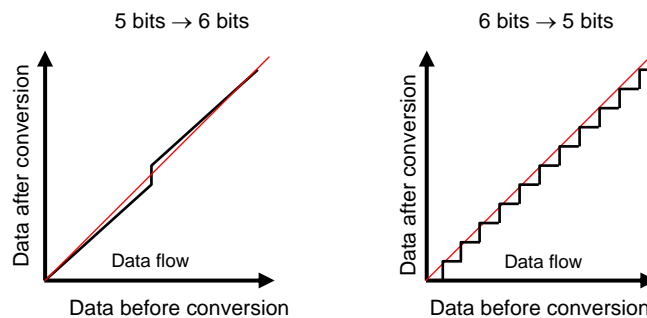 5 bits → 6 bits
Data after conversion
Data flow
Data before conversion
6 bits → 5 bits
Data after conversion
Data flow
Data before conversion